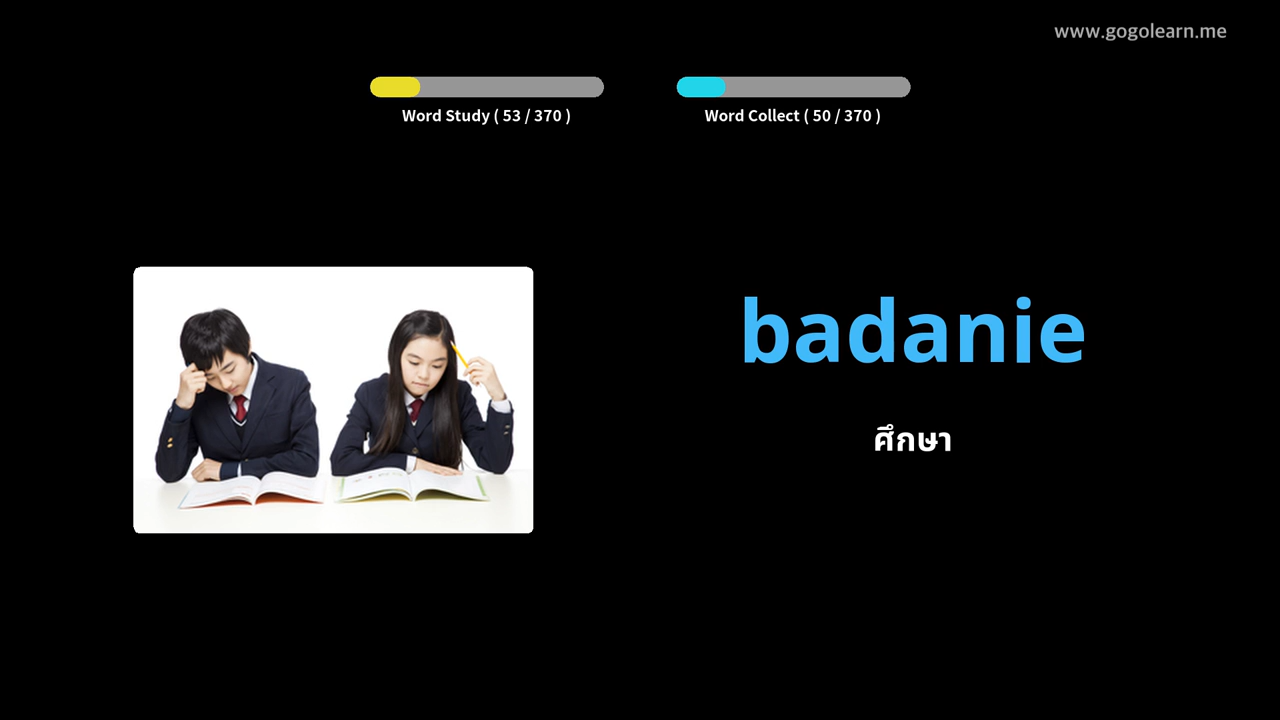 www.gogolearn.me
Word Study ( 53 / 370 )
Word Collect ( 50 / 370 )
badanie
ศึกษา